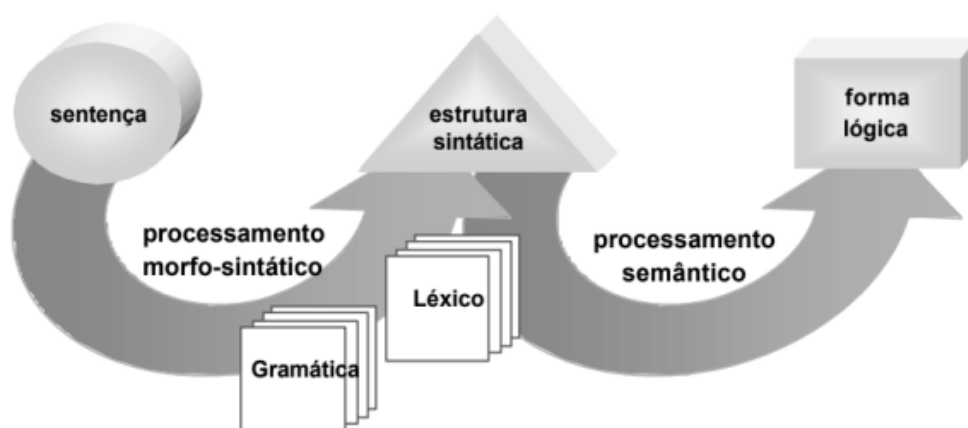 sentença
estrutura
sintática
forma
lógica
processamento
morfo-sintático
processamento
semântico
Léxico
Gramática